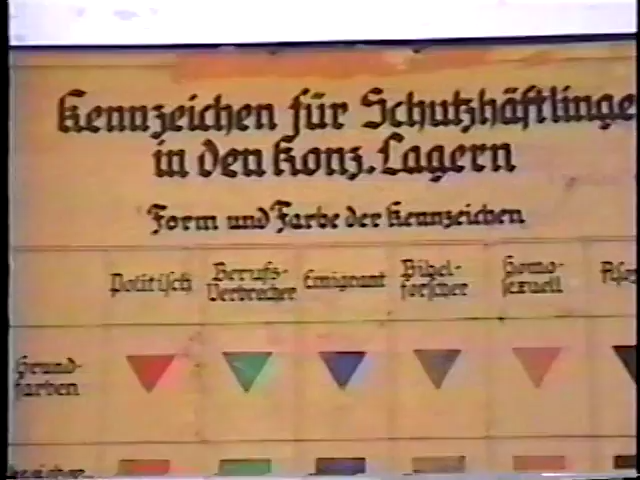 Kennzeichen für Schutzhäftlinge
in den Konz.Lagern
Form und Farbe der Kennzeichen
Politisch
Berufs-
Verbrecher
Emigrant
Bibel-
forscher
Homo-
sexuell
Grund-
farben